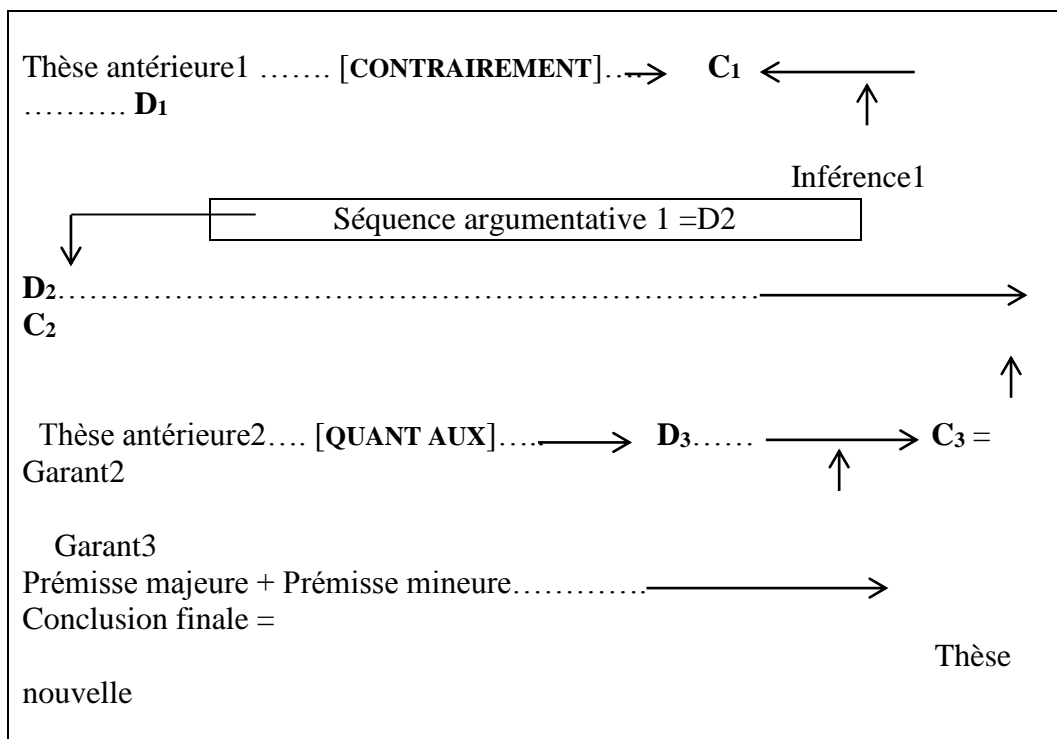 Thèse antérieure1 ……. [CONTRAIREMENT]…. C1
………. D1
Inférence1
Séquence argumentative 1 =D2
D2……………………………………………………………………
C2
Thèse antérieure2…. [QUANT AUX]….. D3…… C3 =
Garant2
Garant3
Prémisse majeure + Prémisse mineure………….
Conclusion finale =
Thèse
nouvelle